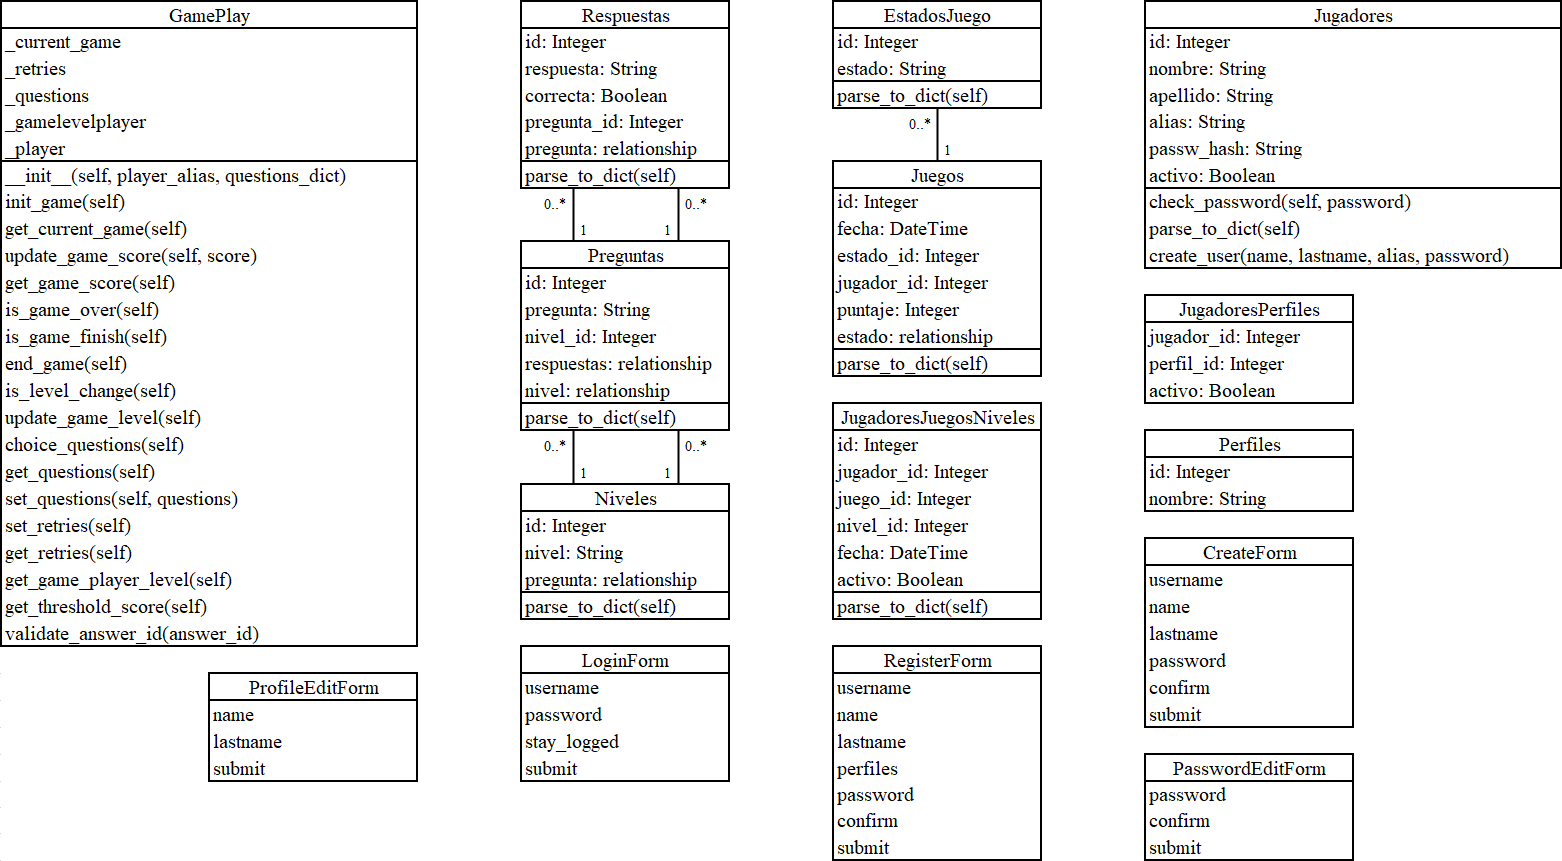 GamePlay
_current_game
_retries
_questions
_gamelevelplayer
_player
__init__(self, player_alias, questions_dict)
init_game(self)
get_current_game(self)
update_game_score(self, score)
get_game_score(self)
is_game_over(self)
is_game_finish(self)
end_game(self)
is_level_change(self)
update_game_level(self)
choice_questions(self)
get_questions(self)
set_questions(self, questions)
set_retries(self)
get_retries(self)
get_game_player_level(self)
get_threshold_score(self)
validate_answer_id(answer_id)
ProfileEditForm
name
lastname
submit
Respuestas
id: Integer
respuesta: String
correcta: Boolean
pregunta_id: Integer
pregunta: relationship
parse_to_dict(self)
0..* 0..*
1 1
Preguntas
id: Integer
pregunta: String
nivel_id: Integer
respuestas: relationship
nivel: relationship
parse_to_dict(self)
0..* 0..*
1 1
Niveles
id: Integer
nivel: String
pregunta: relationship
parse_to_dict(self)
LoginForm
username
password
stay_logged
submit
EstadosJuego
id: Integer
estado: String
parse_to_dict(self)
0..*
1
Juegos
id: Integer
fecha: DateTime
estado_id: Integer
jugador_id: Integer
puntaje: Integer
estado: relationship
parse_to_dict(self)
JugadoresJuegosNiveles
id: Integer
jugador_id: Integer
juego_id: Integer
nivel_id: Integer
fecha: DateTime
activo: Boolean
parse_to_dict(self)
RegisterForm
username
name
lastname
perfiles
password
confirm
submit
Jugadores
id: Integer
nombre: String
apellido: String
alias: String
passw_hash: String
activo: Boolean
check_password(self, password)
parse_to_dict(self)
create_user(name, lastname, alias, password)
JugadoresPerfiles
jugador_id: Integer
perfil_id: Integer
activo: Boolean
Perfiles
id: Integer
nombre: String
CreateForm
username
name
lastname
password
confirm
submit
PasswordEditForm
password
confirm
submit